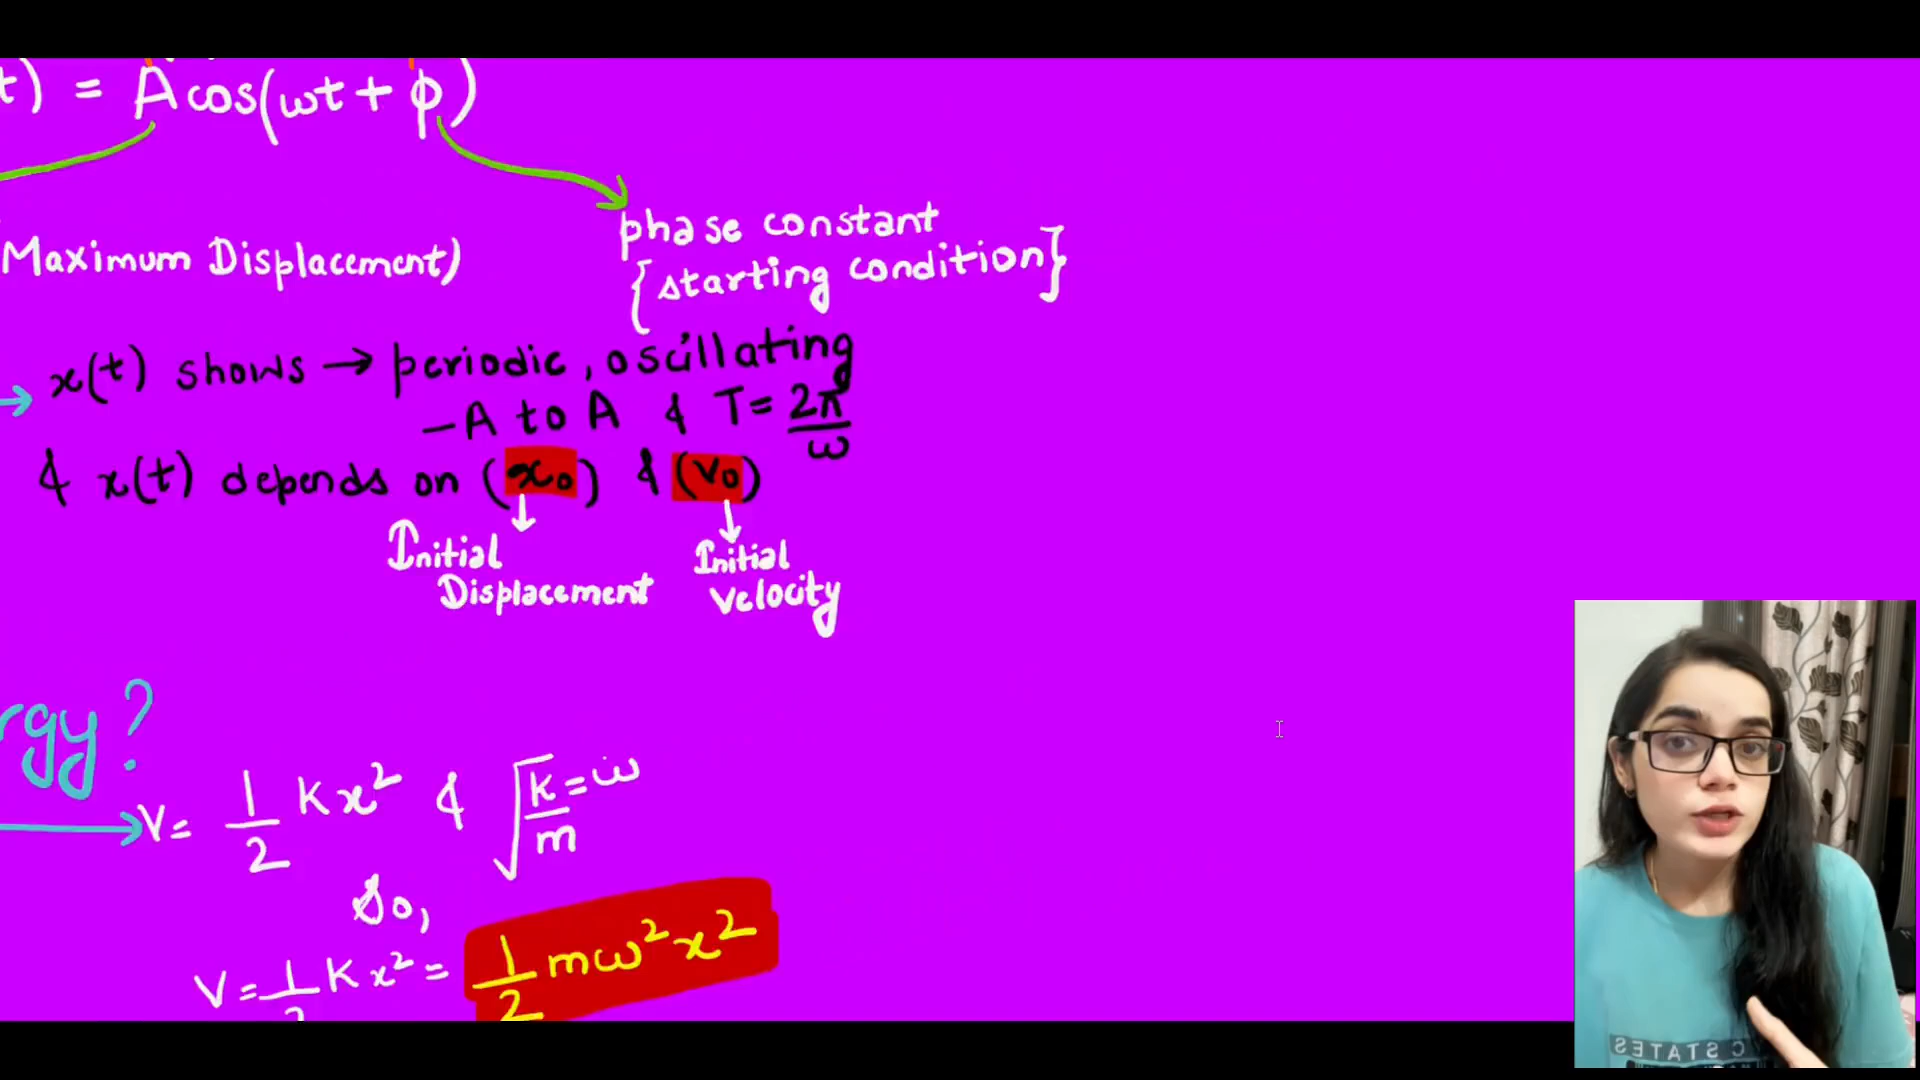 t) = A cos(ωt + φ)
phase constant
{starting condition}
Maximum Displacement)
x(t) shows → periodic, oscillating
-A to A & T = 2π/ω
& x(t) depends on (x₀) & (v₀)
Initial Displacement
Initial velocity
rgy?
V = 1/2 Kx² & √k/m = ω
So,
V = 1/2 Kx² = 1/2 mω²x²
C STATES